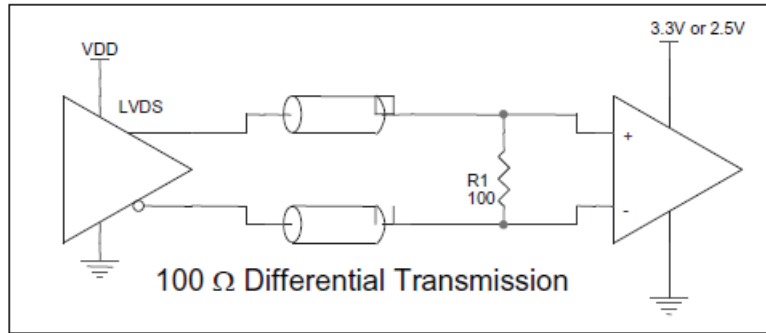 VDD
3.3V or 2.5V
LVDS
+
R1
100
-
100 Ω Differential Transmission